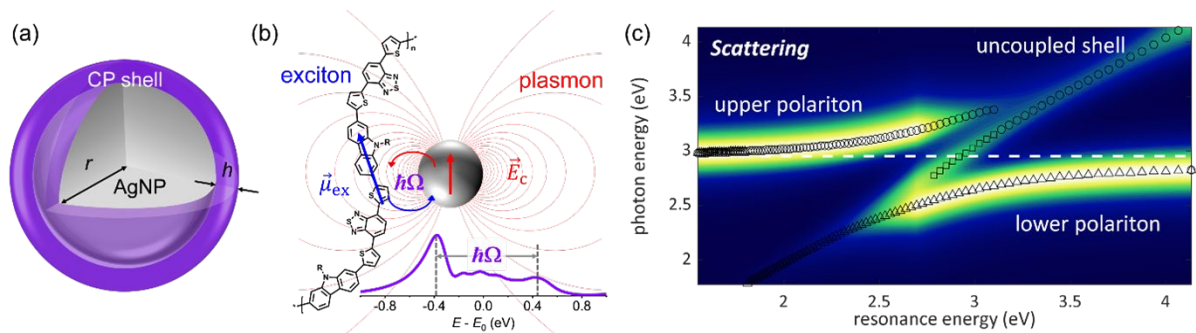 (a)
CP shell
r
AgNP
h
(b)
exciton
plasmon
n
N
S
N
S
S
N-R
μ⃗ex
ħΩ
E⃗c
S
N
S
N
S
R
N
n
ħΩ
-0.8 -0.4 0.0 0.4 0.8
E - E0 (eV)
(c)
Scattering
uncoupled shell
upper polariton
lower polariton
photon energy (eV)
4
3.5
3
2.5
2
2 2.5 3 3.5 4
resonance energy (eV)